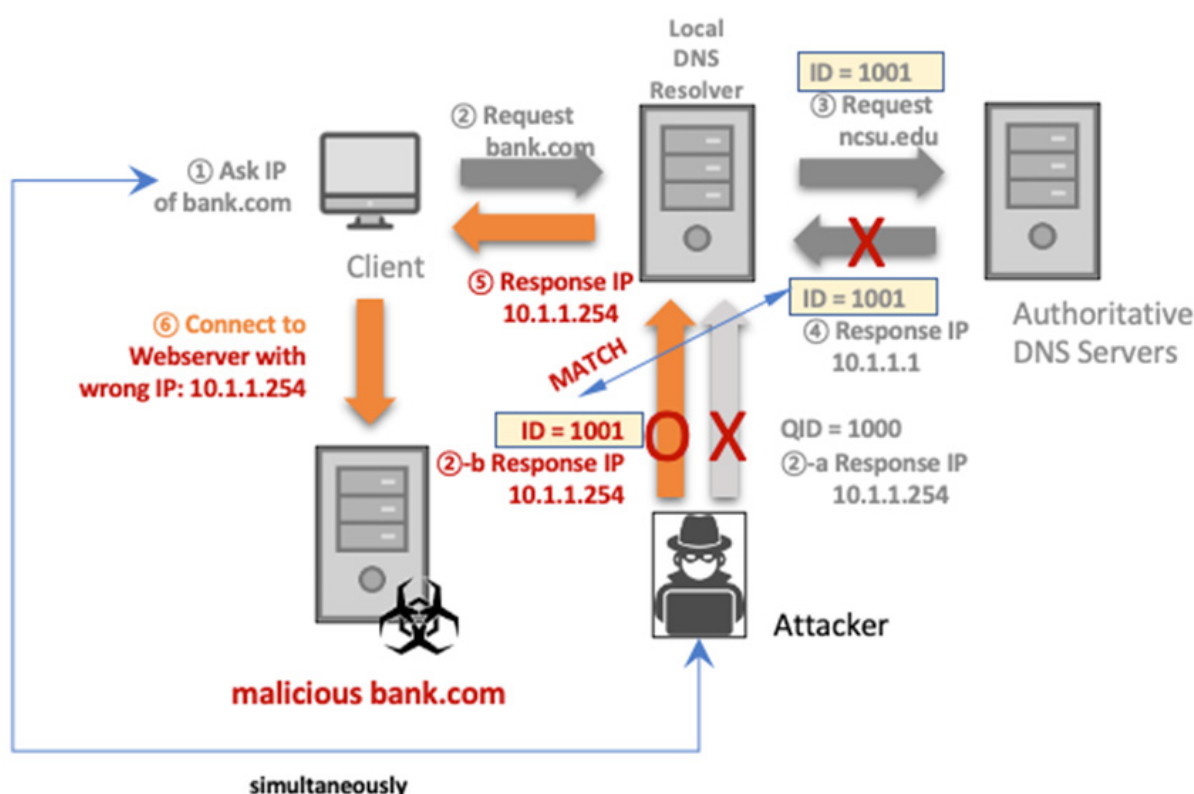 Local
DNS
Resolver
ID = 1001
③ Request
ncsu.edu
② Request
bank.com
① Ask IP
of bank.com
Client
⑤ Response IP
10.1.1.254
ID = 1001
④ Response IP
10.1.1.1
Authoritative
DNS Servers
⑥ Connect to
Webserver with
wrong IP: 10.1.1.254
MATCH
ID = 1001
②-b Response IP
10.1.1.254
O
X
X
QID = 1000
②-a Response IP
10.1.1.254
Attacker
malicious bank.com
simultaneously